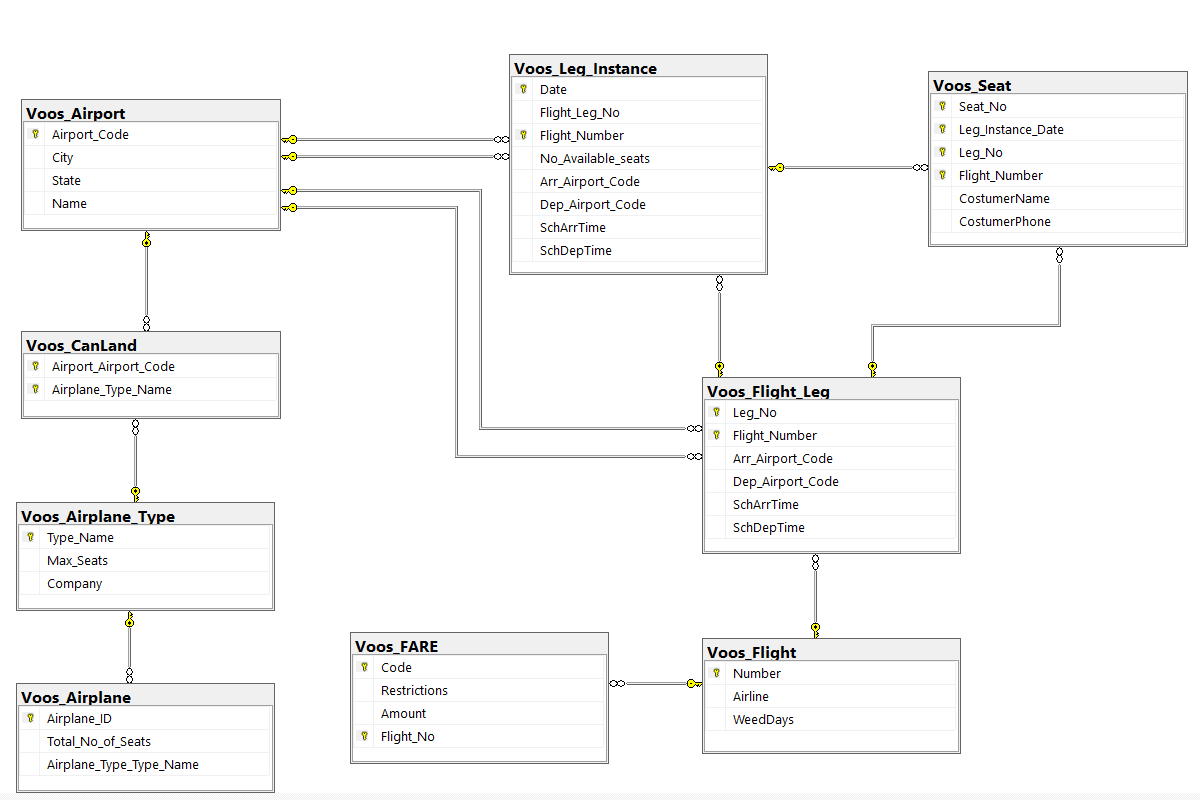 Voos_Airport
Airport_Code
City
State
Name
Voos_Leg_Instance
Date
Flight_Leg_No
Flight_Number
No_Available_seats
Arr_Airport_Code
Dep_Airport_Code
SchArrTime
SchDepTime
Voos_Seat
Seat_No
Leg_Instance_Date
Leg_No
Flight_Number
CostumerName
CostumerPhone
Voos_CanLand
Airport_Airport_Code
Airplane_Type_Name
Voos_Flight_Leg
Leg_No
Flight_Number
Arr_Airport_Code
Dep_Airport_Code
SchArrTime
SchDepTime
Voos_Airplane_Type
Type_Name
Max_Seats
Company
Voos_FARE
Code
Restrictions
Amount
Flight_No
Voos_Flight
Number
Airline
WeedDays
Voos_Airplane
Airplane_ID
Total_No_of_Seats
Airplane_Type_Type_Name